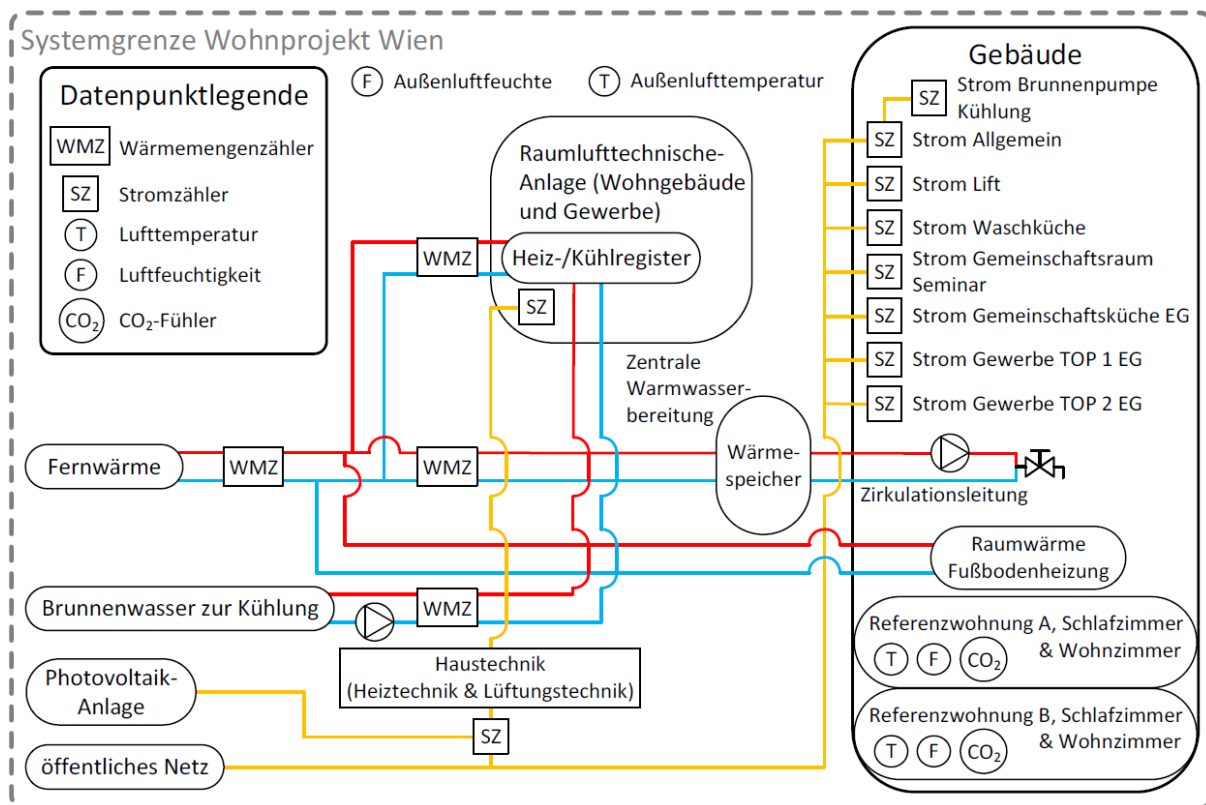 Systemgrenze Wohnprojekt Wien
Datenpunktlegende
WMZ Wärmemengenzähler
SZ Stromzähler
T Lufttemperatur
F Luftfeuchtigkeit
CO₂ CO₂-Fühler
F Außenluftfeuchte
T Außenlufttemperatur
Raumlufttechnische-
Anlage (Wohngebäude
und Gewerbe)
WMZ
Heiz-/Kühlregister
SZ
Zentrale
Warmwasser-
bereitung
Fernwärme
WMZ
WMZ
Wärme-
speicher
Zirkulationsleitung
Brunnenwasser zur Kühlung
WMZ
Haustechnik
(Heiztechnik & Lüftungstechnik)
Photovoltaik-
Anlage
SZ
öffentliches Netz
Gebäude
SZ Strom Brunnenpumpe
Kühlung
SZ Strom Allgemein
SZ Strom Lift
SZ Strom Waschküche
SZ Strom Gemeinschaftsraum
Seminar
SZ Strom Gemeinschaftsküche EG
SZ Strom Gewerbe TOP 1 EG
SZ Strom Gewerbe TOP 2 EG
Raumwärme
Fußbodenheizung
Referenzwohnung A, Schlafzimmer
& Wohnzimmer
T F CO₂
Referenzwohnung B, Schlafzimmer
& Wohnzimmer
T F CO₂